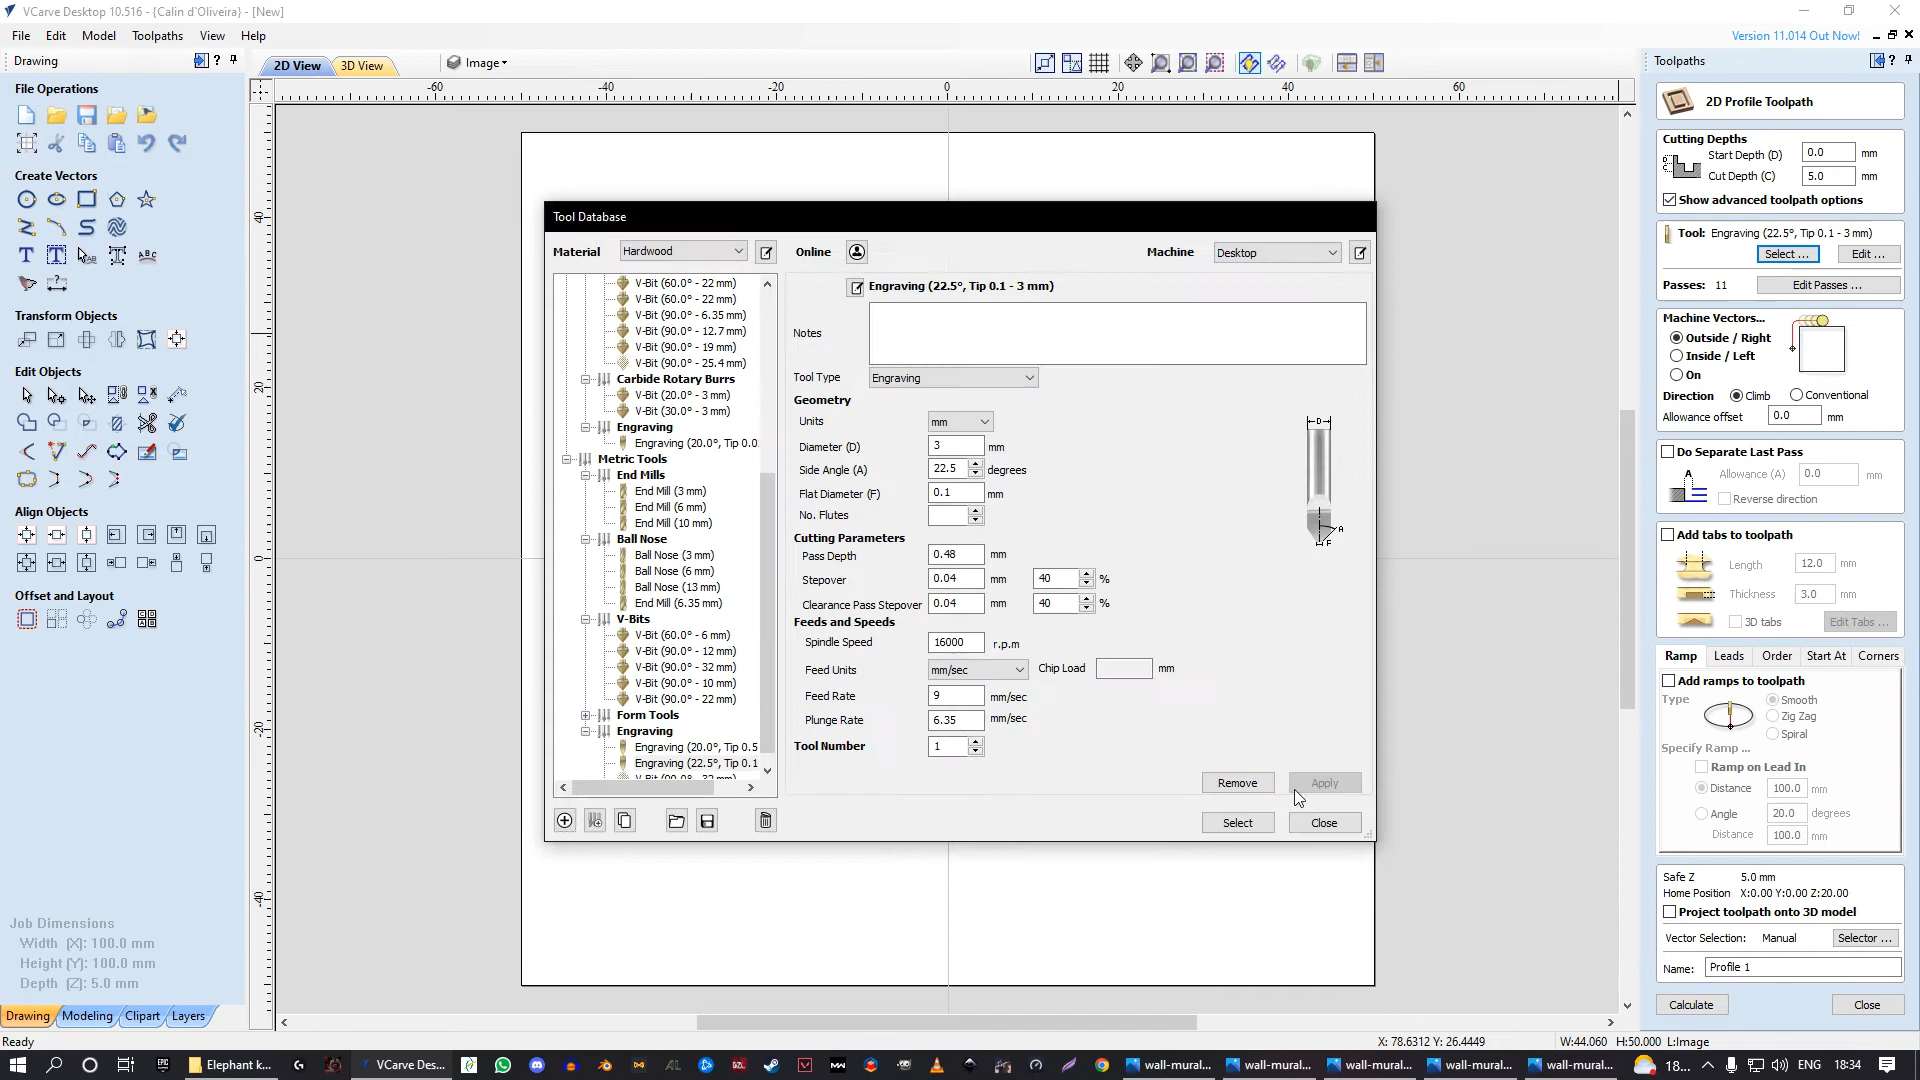 VCarve Desktop 10.516 - {Calin d`Oliveira} - [New]
File Edit Model Toolpaths View Help
Version 11.014 Out Now!
Drawing
File Operations
Create Vectors
Transform Objects
Edit Objects
Align Objects
Offset and Layout
Job Dimensions
Width (X): 100.0 mm
Height (Y): 100.0 mm
Depth (Z): 5.0 mm
Drawing Modeling Clipart Layers
Ready
2D View 3D View Image
-60 -40 -20 0 20 40 60
40
20
0
-20
-40
Tool Database
Material Hardwood Online Machine Desktop
V-Bit (60.0° - 22 mm)
V-Bit (60.0° - 22 mm)
V-Bit (90.0° - 6.35 mm)
V-Bit (90.0° - 12.7 mm)
V-Bit (90.0° - 19 mm)
V-Bit (90.0° - 25.4 mm)
Carbide Rotary Burrs
V-Bit (20.0° - 3 mm)
V-Bit (30.0° - 3 mm)
Engraving
Engraving (20.0°, Tip 0.0
Metric Tools
End Mills
End Mill (3 mm)
End Mill (6 mm)
End Mill (10 mm)
Ball Nose
Ball Nose (3 mm)
Ball Nose (6 mm)
Ball Nose (13 mm)
End Mill (6.35 mm)
V-Bits
V-Bit (60.0° - 6 mm)
V-Bit (90.0° - 12 mm)
V-Bit (90.0° - 32 mm)
V-Bit (90.0° - 10 mm)
V-Bit (90.0° - 22 mm)
Form Tools
Engraving
Engraving (20.0°, Tip 0.5
Engraving (22.5°, Tip 0.1
V-Bit (90.0° - 32 mm)
Engraving (22.5°, Tip 0.1 - 3 mm)
Notes
Tool Type Engraving
Geometry
Units mm
Diameter (D) 3 mm
Side Angle (A) 22.5 degrees
Flat Diameter (F) 0.1 mm
No. Flutes
D
A
F
Cutting Parameters
Pass Depth 0.48 mm
Stepover 0.04 mm 40 %
Clearance Pass Stepover 0.04 mm 40 %
Feeds and Speeds
Spindle Speed 16000 r.p.m
Feed Units mm/sec Chip Load mm
Feed Rate 9 mm/sec
Plunge Rate 6.35 mm/sec
Tool Number 1
Remove Apply
Select Close
Toolpaths
2D Profile Toolpath
Cutting Depths
Start Depth (D) 0.0 mm
Cut Depth (C) 5.0 mm
Show advanced toolpath options
Tool: Engraving (22.5°, Tip 0.1 - 3 mm)
Select ... Edit ...
Passes: 11 Edit Passes ...
Machine Vectors...
Outside / Right
Inside / Left
On
Direction Climb Conventional
Allowance offset 0.0 mm
Do Separate Last Pass
A Allowance (A) 0.0 mm
Reverse direction
Add tabs to toolpath
Length 12.0 mm
Thickness 3.0 mm
3D tabs Edit Tabs ...
Ramp Leads Order Start At Corners
Add ramps to toolpath
Type Smooth
Zig Zag
Spiral
Specify Ramp ...
Ramp on Lead In
Distance 100.0 mm
Angle 20.0 degrees
Distance 100.0 mm
Safe Z 5.0 mm
Home Position X:0.00 Y:0.00 Z:20.00
Project toolpath onto 3D model
Vector Selection: Manual Selector ...
Name: Profile 1
Calculate Close
X: 78.6312 Y: 26.4449 W:44.060 H:50.000 L:Image
EPIC Elephant k... VCarve Des... AL BZL wall-mural... wall-mural... wall-mural... wall-mural... wall-mural... 18... ENG 18:34